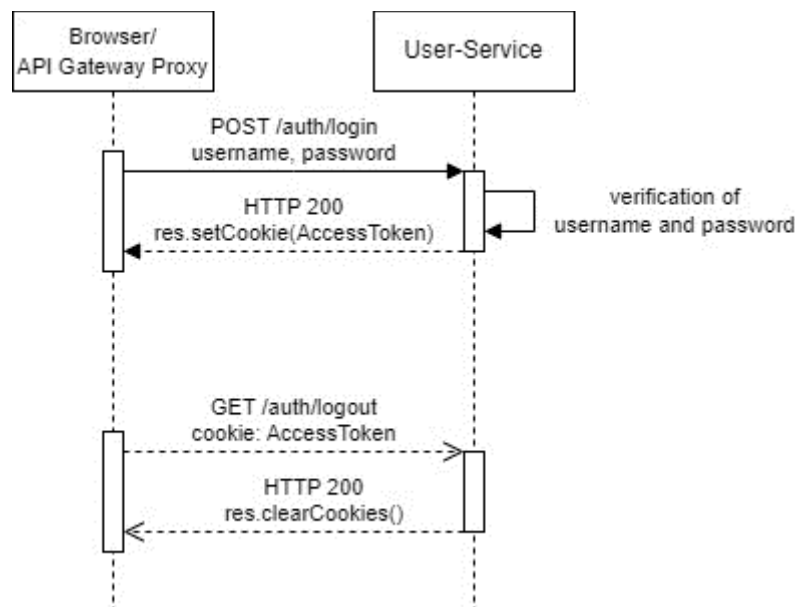 Browser/
API Gateway Proxy
User-Service
POST /auth/login
username, password
verification of
username and password
HTTP 200
res.setCookie(AccessToken)
GET /auth/logout
cookie: AccessToken
HTTP 200
res.clearCookies()